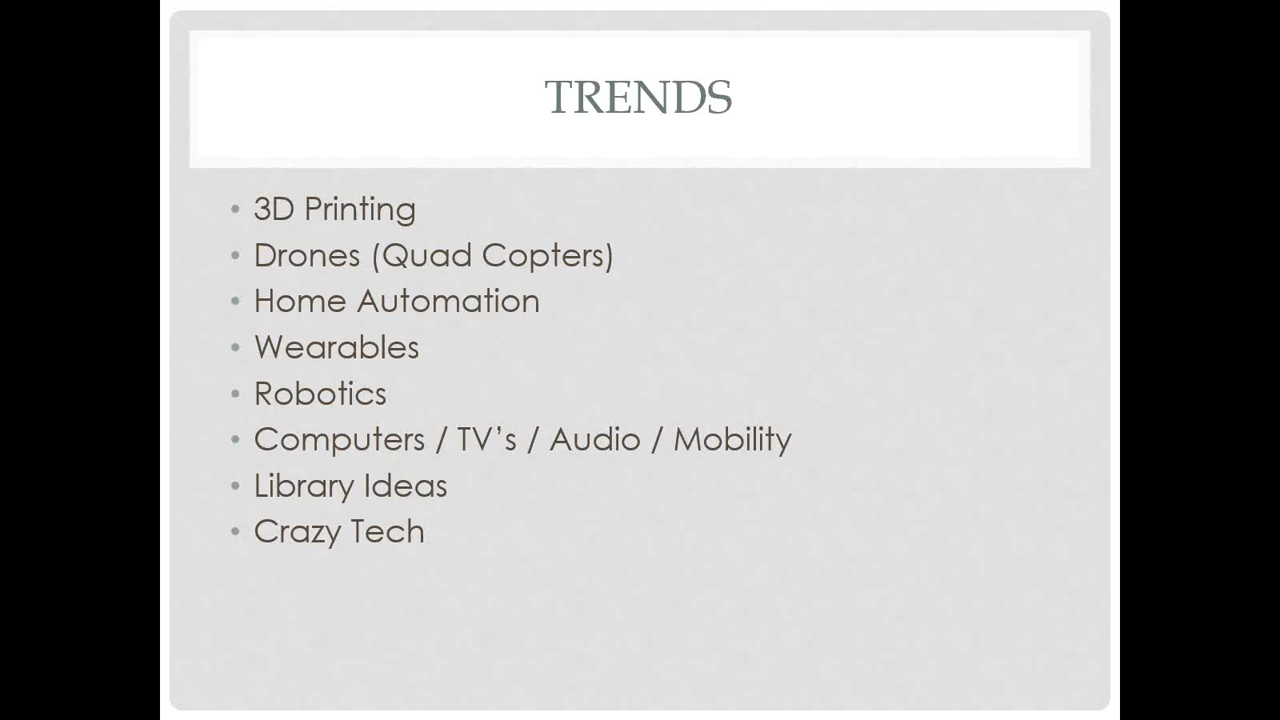 TRENDS
• 3D Printing
• Drones (Quad Copters)
• Home Automation
• Wearables
• Robotics
• Computers / TV’s / Audio / Mobility
• Library Ideas
• Crazy Tech